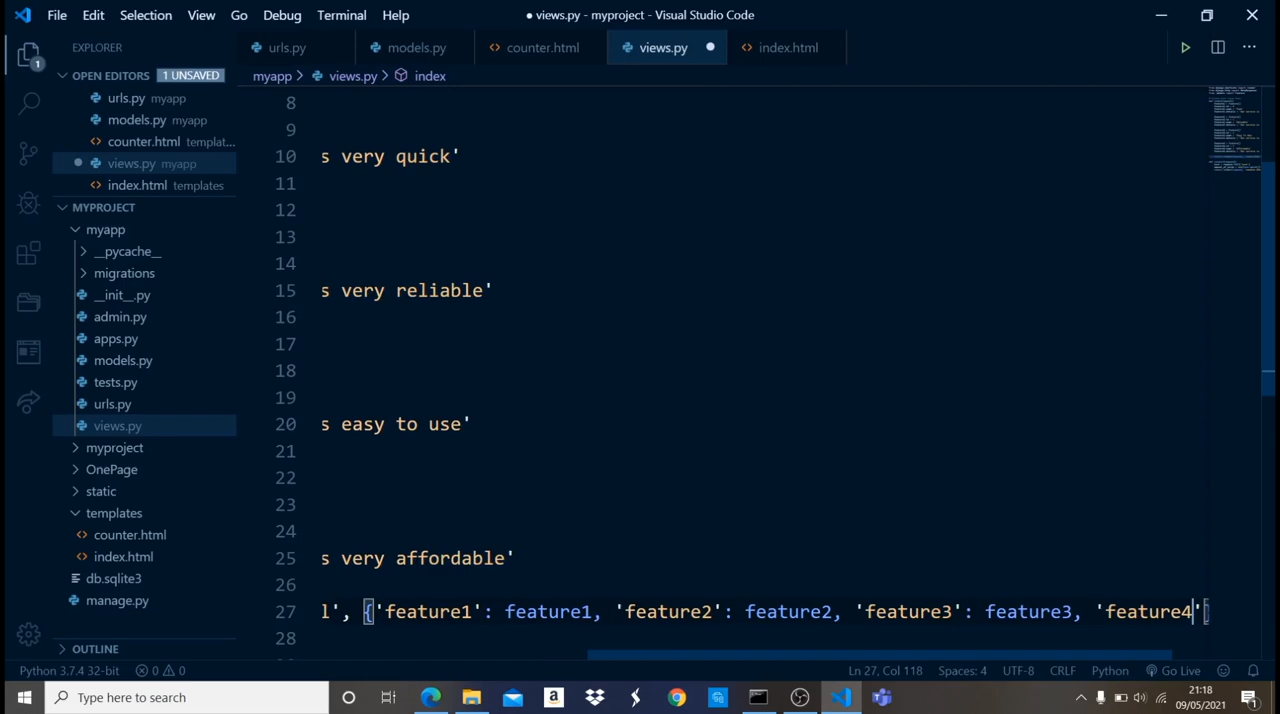 File Edit Selection View Go Debug Terminal Help
● views.py - myproject - Visual Studio Code
EXPLORER
urls.py
models.py
counter.html
views.py
index.html
OPEN EDITORS 1 UNSAVED
myapp > views.py > index
urls.py myapp
models.py myapp
counter.html templat...
views.py myapp
index.html templates
MYPROJECT
myapp
__pycache__
migrations
__init__.py
admin.py
apps.py
models.py
tests.py
urls.py
views.py
myproject
OnePage
static
templates
counter.html
index.html
db.sqlite3
manage.py
OUTLINE
8
9
10 s very quick'
11
12
13
14
15 s very reliable'
16
17
18
19
20 s easy to use'
21
22
23
24
25 s very affordable'
26
27 l', {'feature1': feature1, 'feature2': feature2, 'feature3': feature3, 'feature4'}
28
Python 3.7.4 32-bit 0 0
Ln 27, Col 118 Spaces: 4 UTF-8 CRLF Python Go Live
Type here to search
21:18
09/05/2021